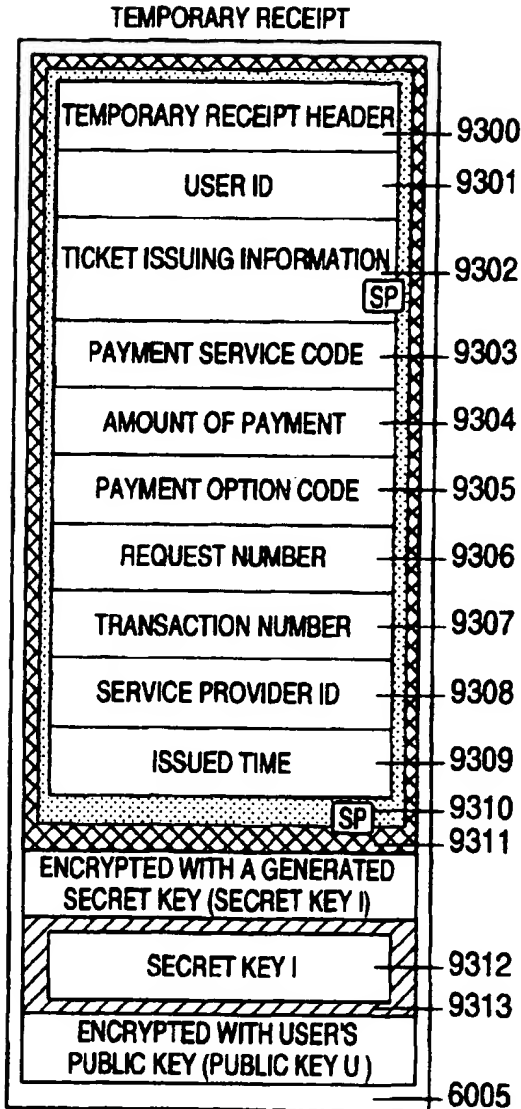 TEMPORARY RECEIPT
TEMPORARY RECEIPT HEADER
9300
USER ID
9301
TICKET ISSUING INFORMATION
9302
SP
PAYMENT SERVICE CODE
9303
AMOUNT OF PAYMENT
9304
PAYMENT OPTION CODE
9305
REQUEST NUMBER
9306
TRANSACTION NUMBER
9307
SERVICE PROVIDER ID
9308
ISSUED TIME
9309
SP
9310
9311
ENCRYPTED WITH A GENERATED
SECRET KEY (SECRET KEY I)
SECRET KEY I
9312
9313
ENCRYPTED WITH USER'S
PUBLIC KEY (PUBLIC KEY U )
6005